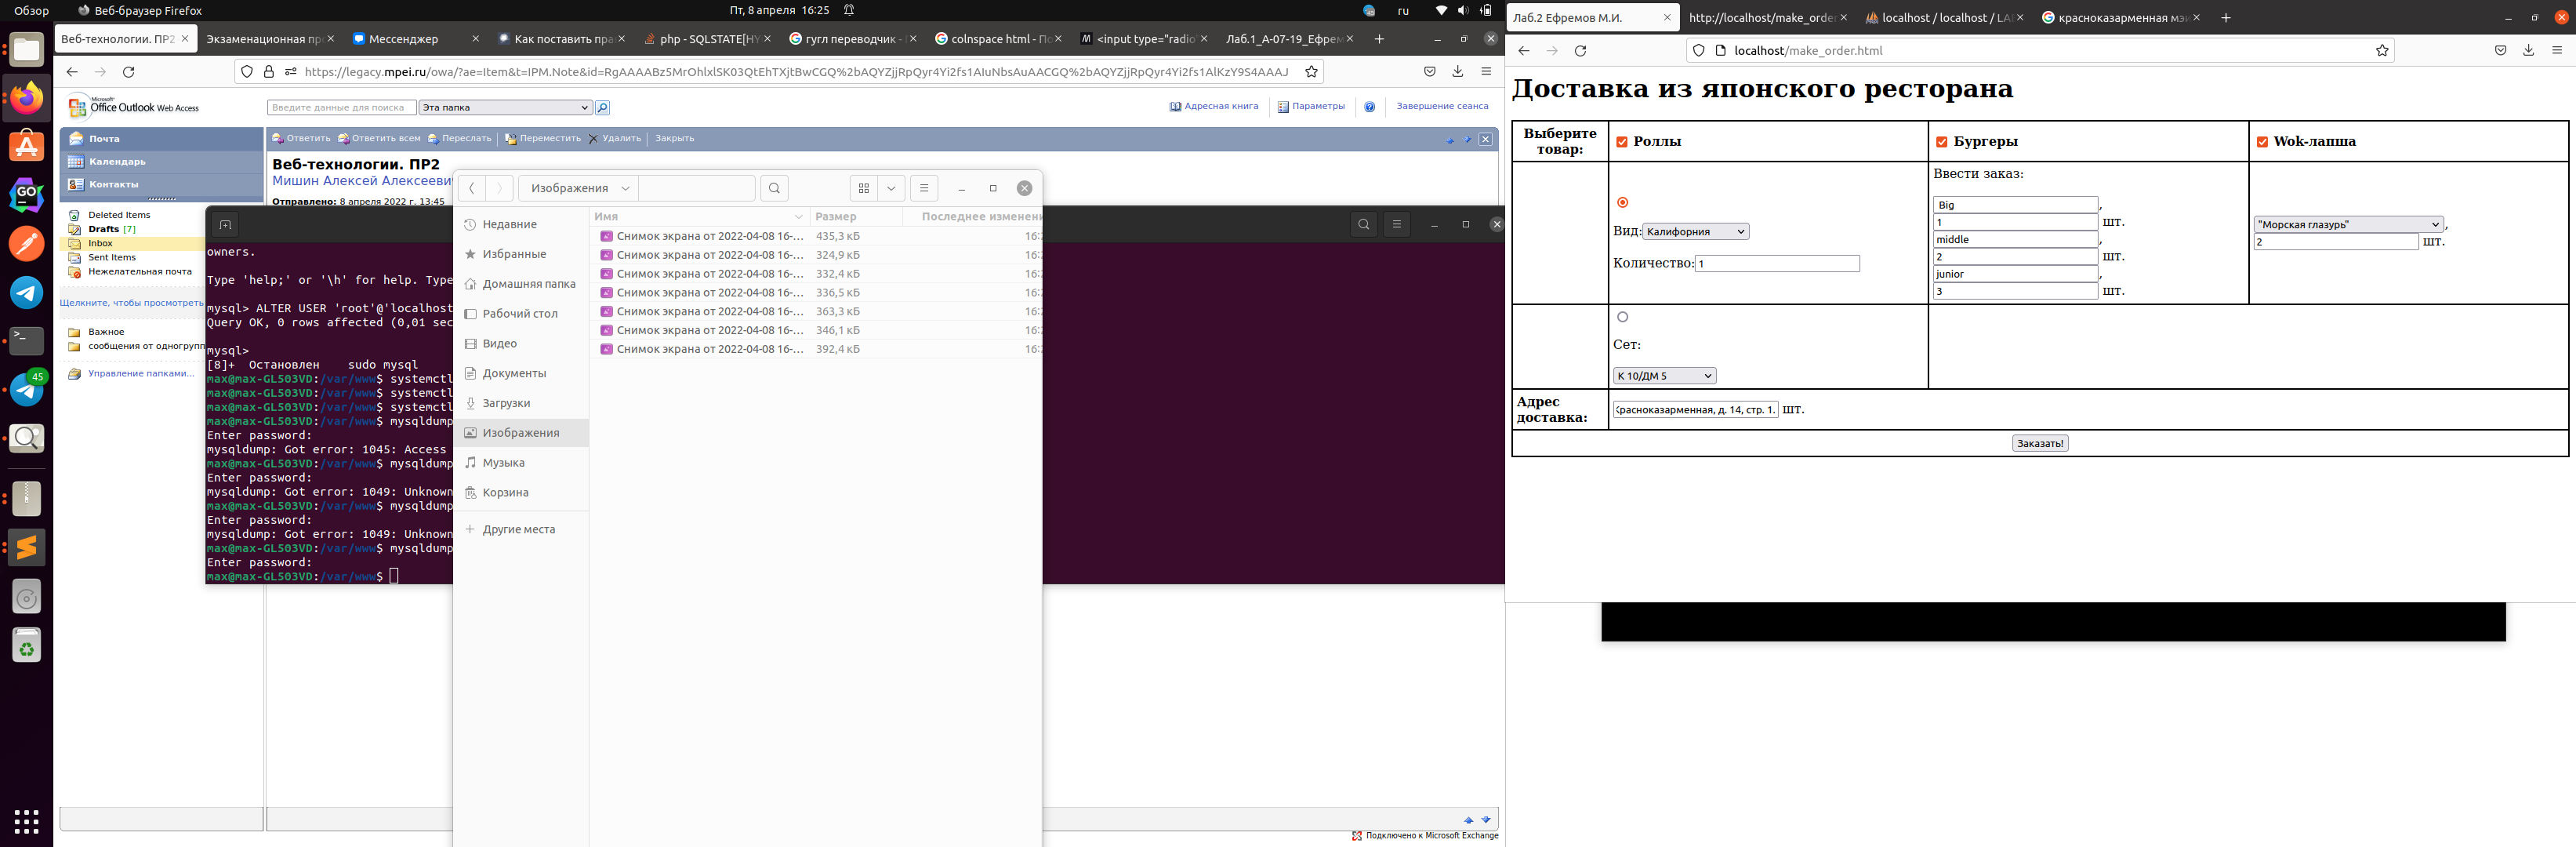 Обзор
Веб-браузер Firefox
Пт, 8 апреля 16:25
ru
Веб-технологии. ПР2
Экзаменационная пр
Мессенджер
Как поставить пра
php - SQLSTATE[HY
гугл переводчик - 
colnspace html - По
<input type="radio"
Лаб.1_А-07-19_Ефрем
https://legacy.mpei.ru/owa/?ae=Item&t=IPM.Note&id=
Microsoft
Office Outlook Web Access
Введите данные для поиска
Эта папка
Адресная книга
Параметры
Завершение сеанса
Почта
Календарь
Контакты
Deleted Items
Drafts [7]
Inbox
Sent Items
Нежелательная почта
Щелкните, чтобы просмотреть
Важное
сообщения от одногрупп
Управление папками...
Ответить
Ответить всем
Переслать
Переместить
Удалить
Закрыть
Веб-технологии. ПР2
Мишин Алексей Алексеевич
Отправлено: 8 апреля 2022 г. 13:45
owners.
Type 'help;' or '\h' for help. Type
mysql> ALTER USER 'root'@'localhost
Query OK, 0 rows affected (0,01 sec
mysql>
[8]+ Остановлен sudo mysql
max@max-GL503VD:/var/www$ systemctl
max@max-GL503VD:/var/www$ systemctl
max@max-GL503VD:/var/www$ systemctl
max@max-GL503VD:/var/www$ mysqldump
Enter password:
mysqldump: Got error: 1045: Access
max@max-GL503VD:/var/www$ mysqldump
Enter password:
mysqldump: Got error: 1049: Unknown
max@max-GL503VD:/var/www$ mysqldump
Enter password:
mysqldump: Got error: 1049: Unknown
max@max-GL503VD:/var/www$ mysqldump
Enter password:
max@max-GL503VD:/var/www$
45
Изображения
Недавние
Избранные
Домашняя папка
Рабочий стол
Видео
Документы
Загрузки
Изображения
Музыка
Корзина
Другие места
Имя Размер Последнее изменени
Снимок экрана от 2022-04-08 16-... 435,3 кБ 16:
Снимок экрана от 2022-04-08 16-... 324,9 кБ 16:
Снимок экрана от 2022-04-08 16-... 332,4 кБ 16:
Снимок экрана от 2022-04-08 16-... 336,5 кБ 16:
Снимок экрана от 2022-04-08 16-... 363,3 кБ 16:
Снимок экрана от 2022-04-08 16-... 346,1 кБ 16:
Снимок экрана от 2022-04-08 16-... 392,4 кБ 16:
Подключено к Microsoft Exchange
Лаб.2 Ефремов М.И.
http://localhost/make_order
localhost / localhost / LA
красноказарменная мэи
localhost/make_order.html
Доставка из японского ресторана
Выберите
товар:
Роллы
Бургеры
Wok-лапша
Вид: Калифорния
Количество: 1
Ввести заказ:
Big ,
1 шт.
middle ,
2 шт.
junior ,
3 шт.
"Морская глазурь" ,
2 шт.
Сет:
К 10/ДМ 5
Адрес
доставка:
Красноказарменная, д. 14, стр. 1. шт.
Заказать!